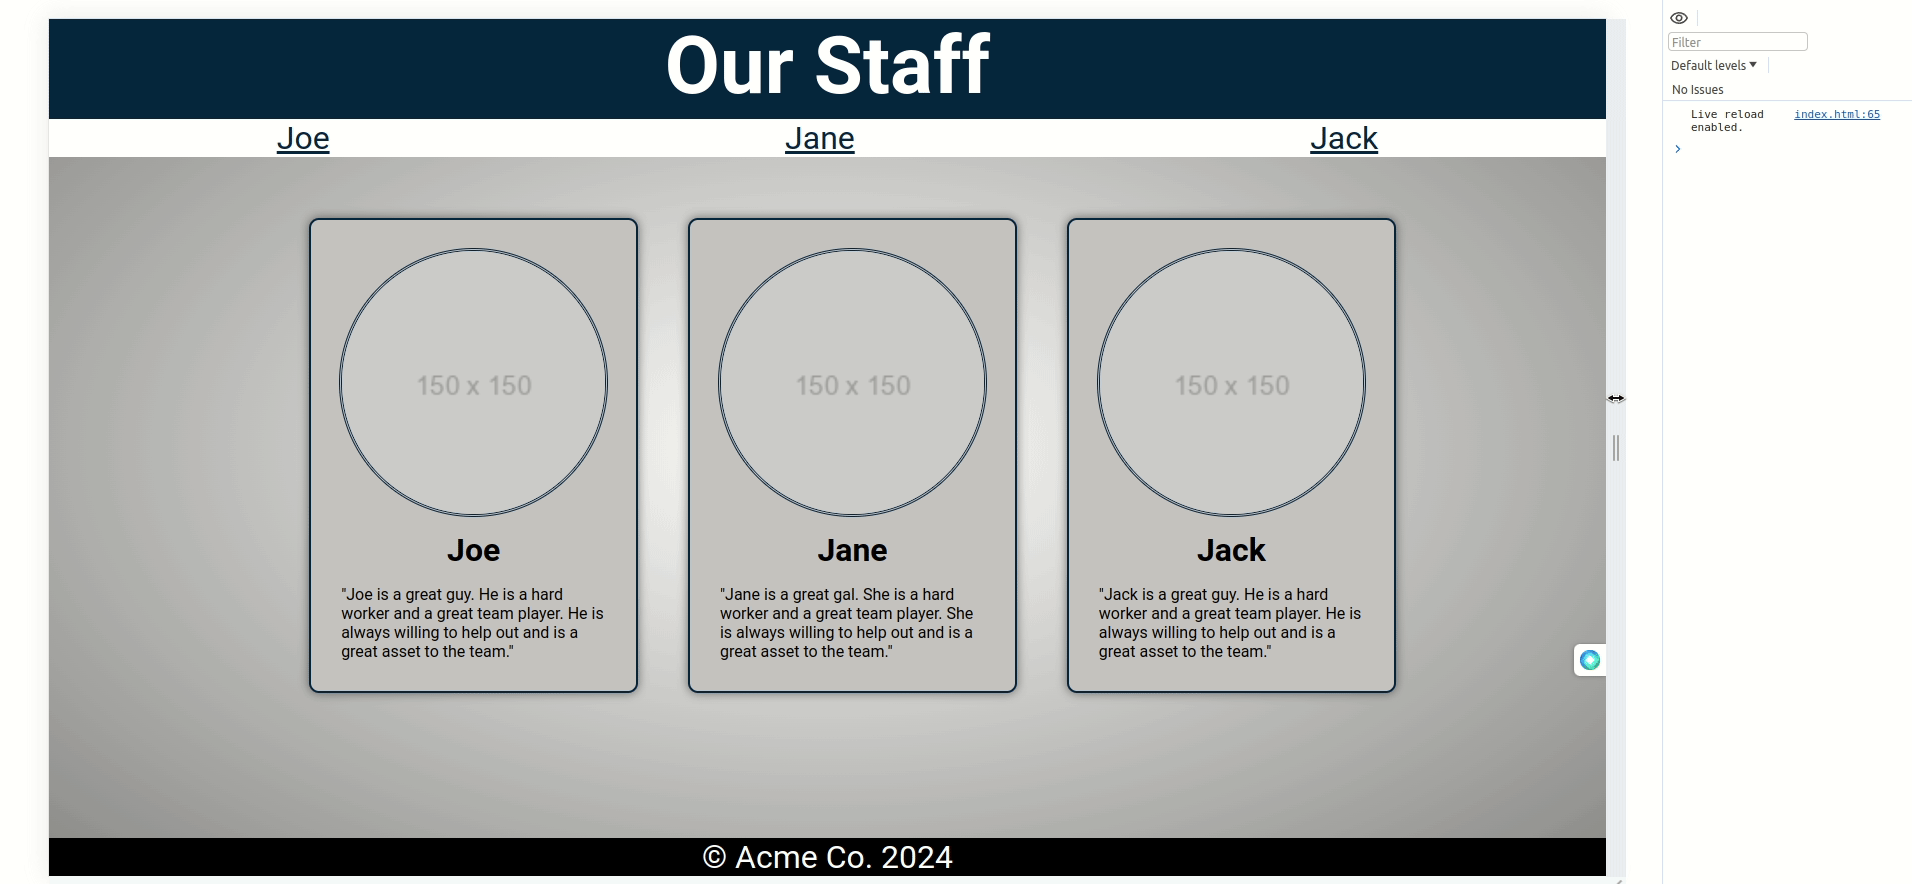 Our Staff
Joe
Jane
Jack
150 x 150
150 x 150
150 x 150
Joe
"Joe is a great guy. He is a hard
worker and a great team player. He is
always willing to help out and is a
great asset to the team."
Jane
"Jane is a great gal. She is a hard
worker and a great team player. She
is always willing to help out and is a
great asset to the team."
Jack
"Jack is a great guy. He is a hard
worker and a great team player. He is
always willing to help out and is a
great asset to the team."
© Acme Co. 2024
Filter
Default levels
No Issues
Live reload
enabled.
index.html:65